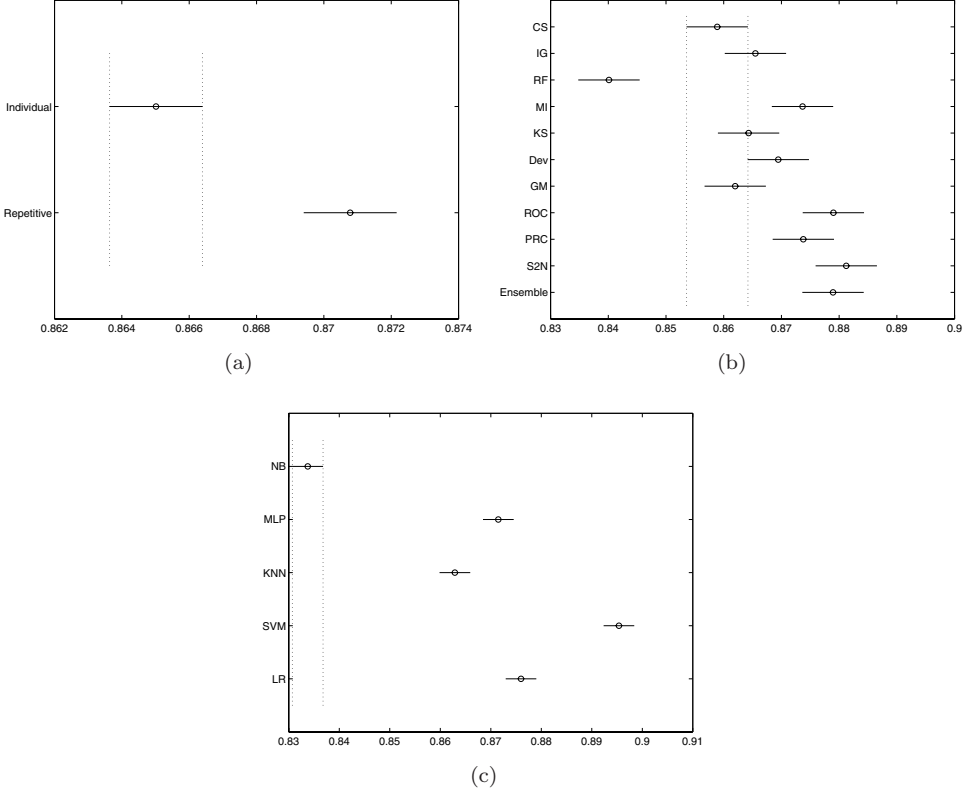 Individual
Repetitive
0.862 0.864 0.866 0.868 0.87 0.872 0.874
(a)
CS
IG
RF
MI
KS
Dev
GM
ROC
PRC
S2N
Ensemble
0.83 0.84 0.85 0.86 0.87 0.88 0.89 0.9
(b)
NB
MLP
KNN
SVM
LR
0.83 0.84 0.85 0.86 0.87 0.88 0.89 0.9 0.91
(c)